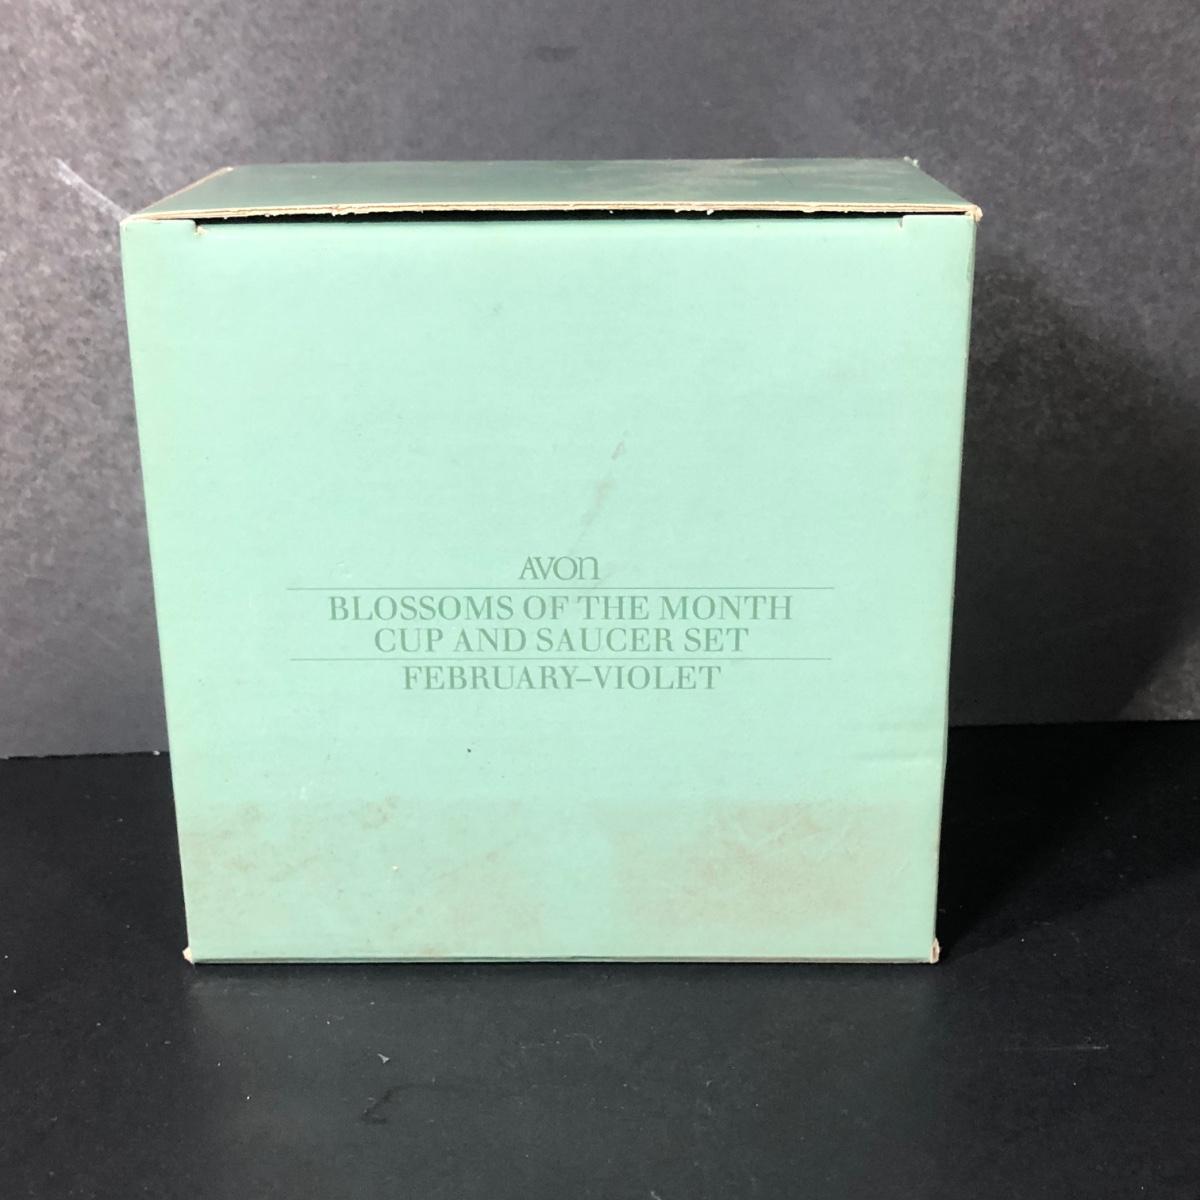 AVON
BLOSSOMS OF THE MONTH
CUP AND SAUCER SET
FEBRUARY–VIOLET